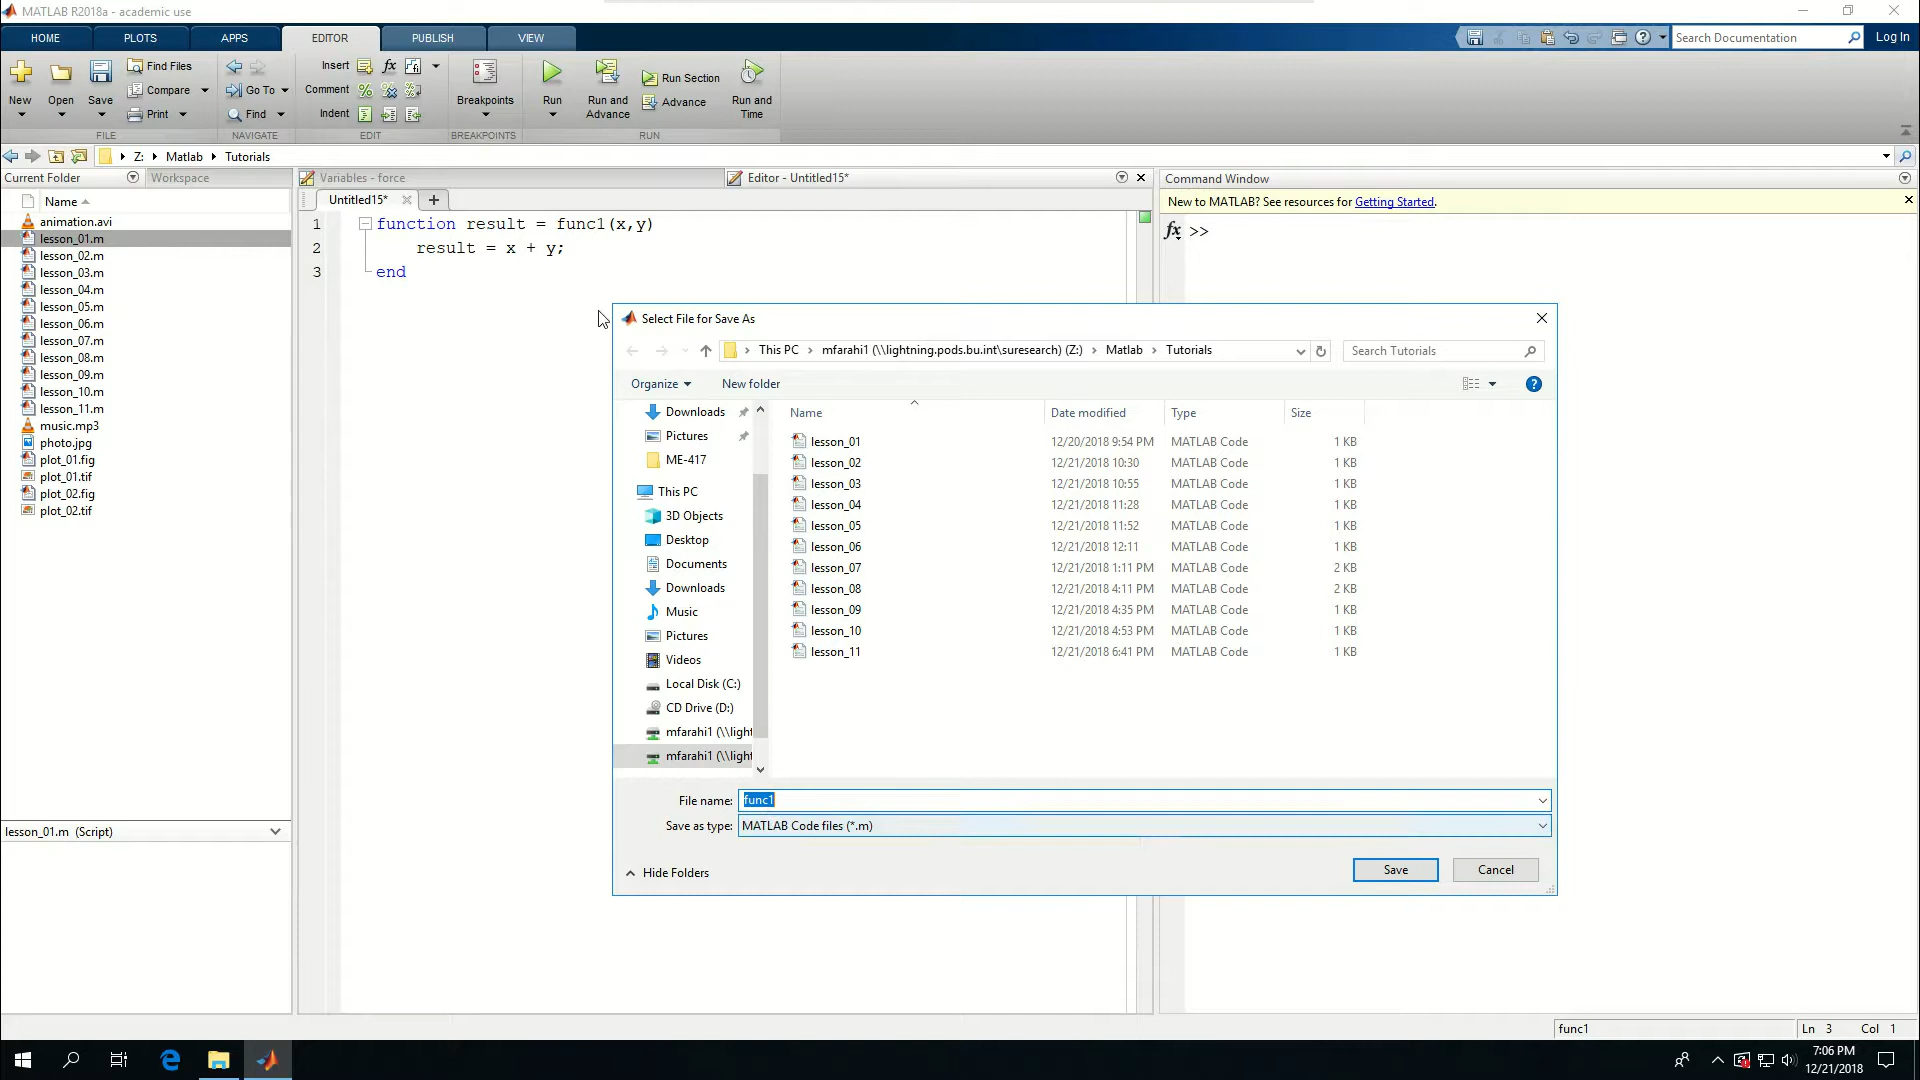 MATLAB R2018a - academic use
HOME PLOTS APPS EDITOR PUBLISH VIEW
Search Documentation
Log In
New Open Save
Find Files
Compare
Print
FILE
Go To
Find
NAVIGATE
Insert fx
Comment
Indent
EDIT
Breakpoints
BREAKPOINTS
Run
Run and Advance
Run Section
Advance
Run and Time
RUN
Z: Matlab Tutorials
Current Folder
Workspace
Name
animation.avi
lesson_01.m
lesson_02.m
lesson_03.m
lesson_04.m
lesson_05.m
lesson_06.m
lesson_07.m
lesson_08.m
lesson_09.m
lesson_10.m
lesson_11.m
music.mp3
photo.jpg
plot_01.fig
plot_01.tif
plot_02.fig
plot_02.tif
lesson_01.m (Script)
Variables - force
Editor - Untitled15*
Untitled15*
1 function result = func1(x,y)
2 result = x + y;
3 end
Command Window
New to MATLAB? See resources for Getting Started.
fx >>
Select File for Save As
This PC mfarahi1 (\\lightning.pods.bu.int\suresearch) (Z:) Matlab Tutorials
Search Tutorials
Organize New folder
Downloads
Pictures
ME-417
This PC
3D Objects
Desktop
Documents
Downloads
Music
Pictures
Videos
Local Disk (C:)
CD Drive (D:)
mfarahi1 (\\light
mfarahi1 (\\light
Name Date modified Type Size
lesson_01 12/20/2018 9:54 PM MATLAB Code 1 KB
lesson_02 12/21/2018 10:30 MATLAB Code 1 KB
lesson_03 12/21/2018 10:55 MATLAB Code 1 KB
lesson_04 12/21/2018 11:28 MATLAB Code 1 KB
lesson_05 12/21/2018 11:52 MATLAB Code 1 KB
lesson_06 12/21/2018 12:11 MATLAB Code 1 KB
lesson_07 12/21/2018 1:11 PM MATLAB Code 2 KB
lesson_08 12/21/2018 4:11 PM MATLAB Code 2 KB
lesson_09 12/21/2018 4:35 PM MATLAB Code 1 KB
lesson_10 12/21/2018 4:53 PM MATLAB Code 1 KB
lesson_11 12/21/2018 6:41 PM MATLAB Code 1 KB
File name: func1
Save as type: MATLAB Code files (*.m)
Hide Folders
Save Cancel
func1 Ln 3 Col 1
7:06 PM
12/21/2018